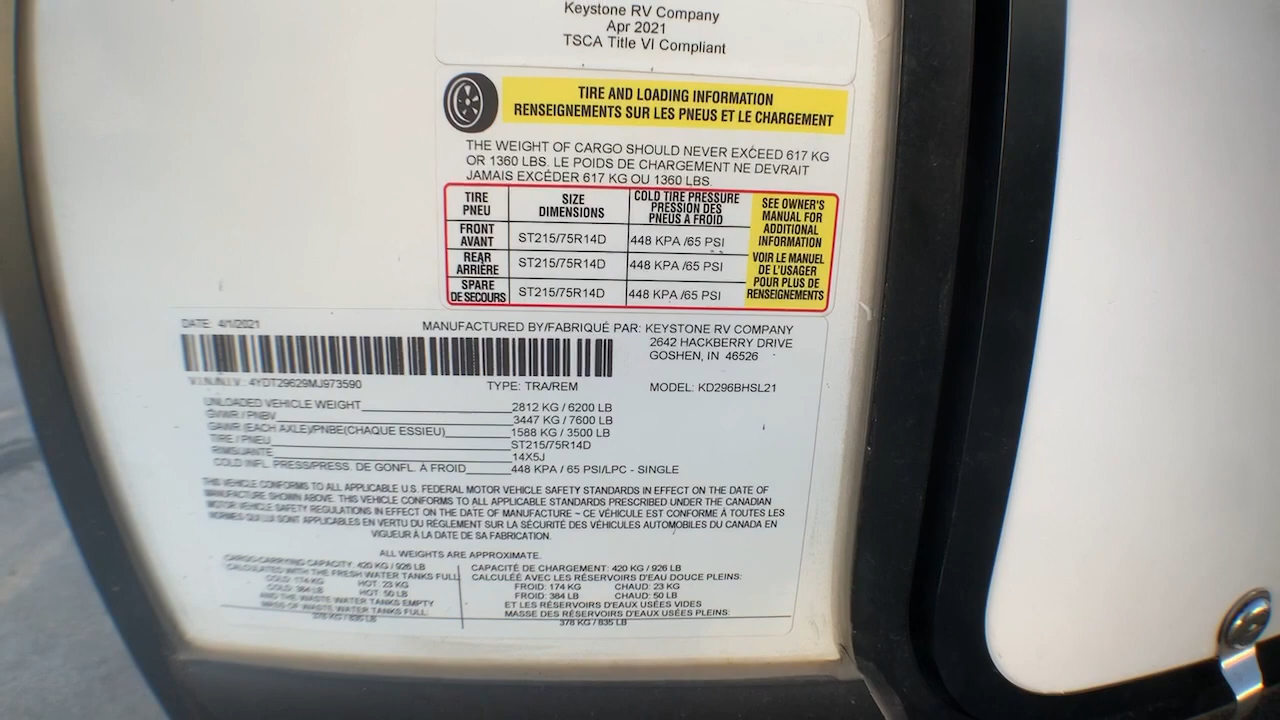 Keystone RV Company
Apr 2021
TSCA Title VI Compliant
TIRE AND LOADING INFORMATION
RENSEIGNEMENTS SUR LES PNEUS ET LE CHARGEMENT
THE WEIGHT OF CARGO SHOULD NEVER EXCEED 617 KG
OR 1360 LBS. LE POIDS DE CHARGEMENT NE DEVRAIT
JAMAIS EXCÉDER 617 KG OU 1360 LBS.
TIRE PNEU SIZE DIMENSIONS COLD TIRE PRESSURE PRESSION DES PNEUS A FROID
FRONT AVANT ST215/75R14D 448 KPA /65 PSI
REAR ARRIÈRE ST215/75R14D 448 KPA /65 PSI
SPARE DE SECOURS ST215/75R14D 448 KPA /65 PSI
SEE OWNER'S
MANUAL FOR
ADDITIONAL
INFORMATION
VOIR LE MANUEL
DE L'USAGER
POUR PLUS DE
RENSEIGNEMENTS
DATE: 4/1/2021 MANUFACTURED BY/FABRIQUÉ PAR: KEYSTONE RV COMPANY
2642 HACKBERRY DRIVE
GOSHEN, IN 46526
V.I.N./N.I.V.: 4YDT29629MJ973590 TYPE: TRA/REM MODEL: KD296BHSL21
UNLOADED VEHICLE WEIGHT 2812 KG / 6200 LB
GVWR / PNBV 3447 KG / 7600 LB
GAWR (EACH AXLE)/PNBE(CHAQUE ESSIEU) 1588 KG / 3500 LB
TIRE / PNEU ST215/75R14D
RIM/JANTE 14X5J
COLD INFL. PRESS/PRESS. DE GONFL. À FROID 448 KPA / 65 PSI/LPC - SINGLE
THIS VEHICLE CONFORMS TO ALL APPLICABLE U.S. FEDERAL MOTOR VEHICLE SAFETY STANDARDS IN EFFECT ON THE DATE OF
MANUFACTURE SHOWN ABOVE. THIS VEHICLE CONFORMS TO ALL APPLICABLE STANDARDS PRESCRIBED UNDER THE CANADIAN
MOTOR VEHICLE SAFETY REGULATIONS IN EFFECT ON THE DATE OF MANUFACTURE ~ CE VÉHICULE EST CONFORME À TOUTES LES
NORMES QUI LUI SONT APPLICABLES EN VERTU DU RÉGLEMENT SUR LA SÉCURITÉ DES VÉHICULES AUTOMOBILES DU CANADA EN
VIGUEUR À LA DATE DE SA FABRICATION.
ALL WEIGHTS ARE APPROXIMATE.
CARGO CARRYING CAPACITY: 420 KG / 926 LB
CALCULATED WITH THE FRESH WATER TANKS FULL
COLD: 174 KG HOT: 23 KG
COLD: 384 LB HOT: 50 LB
AND THE WASTE WATER TANKS EMPTY
MASS OF WASTE WATER TANKS FULL:
378 KG / 835 LB
CAPACITÉ DE CHARGEMENT: 420 KG / 926 LB
CALCULÉE AVEC LES RÉSERVOIRS D'EAU DOUCE PLEINS:
FROID: 174 KG CHAUD: 23 KG
FROID: 384 LB CHAUD: 50 LB
ET LES RÉSERVOIRS D'EAUX USÉES VIDES
MASSE DES RÉSERVOIRS D'EAUX USÉES PLEINS:
378 KG / 835 LB